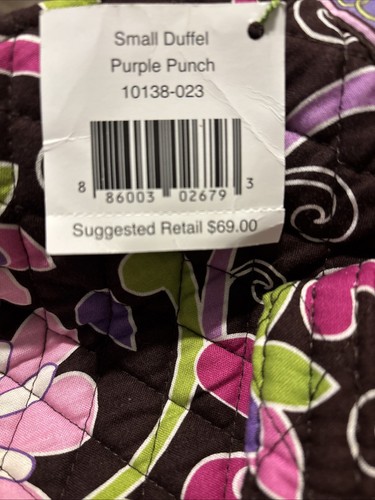 Small Duffel
Purple Punch
10138-023
8 86003 02679 3
Suggested Retail $69.00